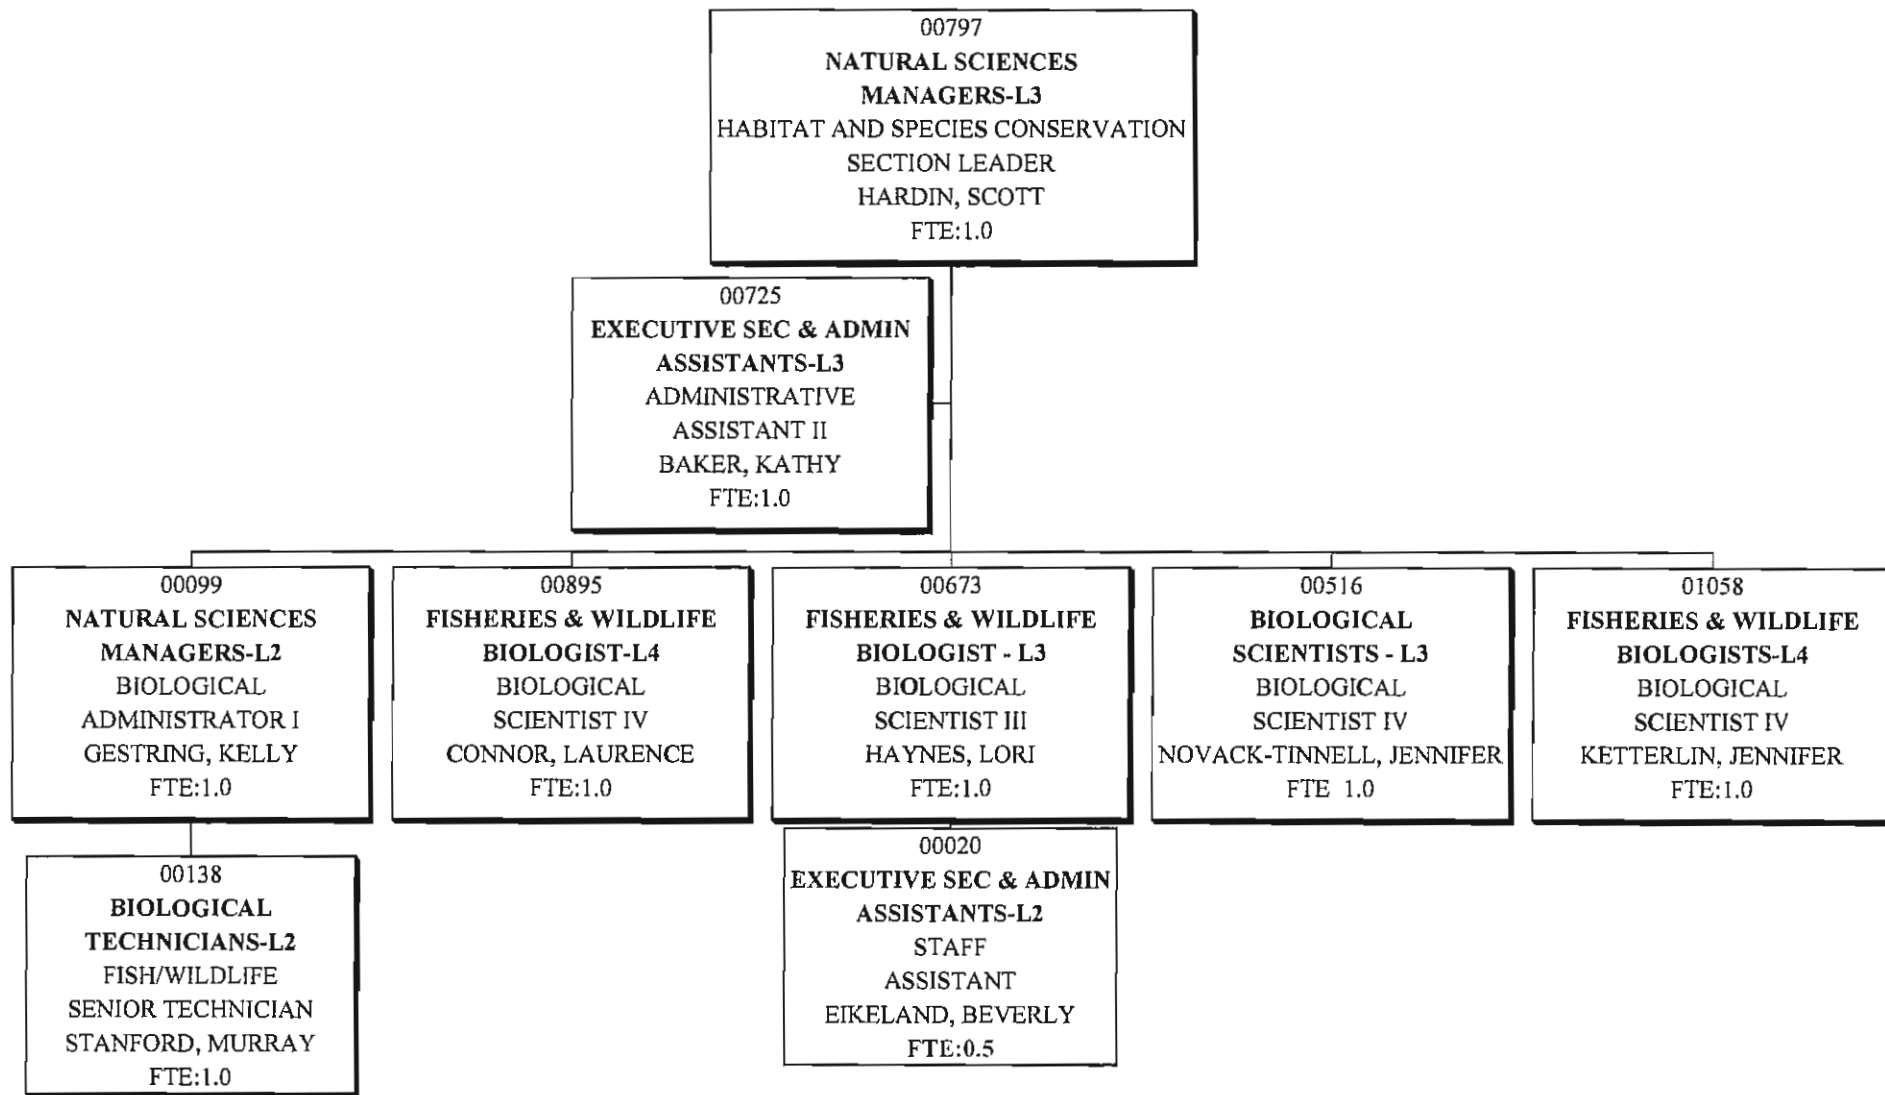 00797
NATURAL SCIENCES
MANAGERS-L3
HABITAT AND SPECIES CONSERVATION
SECTION LEADER
HARDIN, SCOTT
FTE:1.0
00725
EXECUTIVE SEC & ADMIN
ASSISTANTS-L3
ADMINISTRATIVE
ASSISTANT II
BAKER, KATHY
FTE:1.0
00099
NATURAL SCIENCES
MANAGERS-L2
BIOLOGICAL
ADMINISTRATOR I
GESTRING, KELLY
FTE:1.0
00895
FISHERIES & WILDLIFE
BIOLOGIST-L4
BIOLOGICAL
SCIENTIST IV
CONNOR, LAURENCE
FTE:1.0
00673
FISHERIES & WILDLIFE
BIOLOGIST - L3
BIOLOGICAL
SCIENTIST III
HAYNES, LORI
FTE:1.0
00516
BIOLOGICAL
SCIENTISTS - L3
BIOLOGICAL
SCIENTIST IV
NOVACK-TINNELL, JENNIFER
FTE 1.0
01058
FISHERIES & WILDLIFE
BIOLOGISTS-L4
BIOLOGICAL
SCIENTIST IV
KETTERLIN, JENNIFER
FTE:1.0
00138
BIOLOGICAL
TECHNICIANS-L2
FISH/WILDLIFE
SENIOR TECHNICIAN
STANFORD, MURRAY
FTE:1.0
00020
EXECUTIVE SEC & ADMIN
ASSISTANTS-L2
STAFF
ASSISTANT
EIKELAND, BEVERLY
FTE:0.5